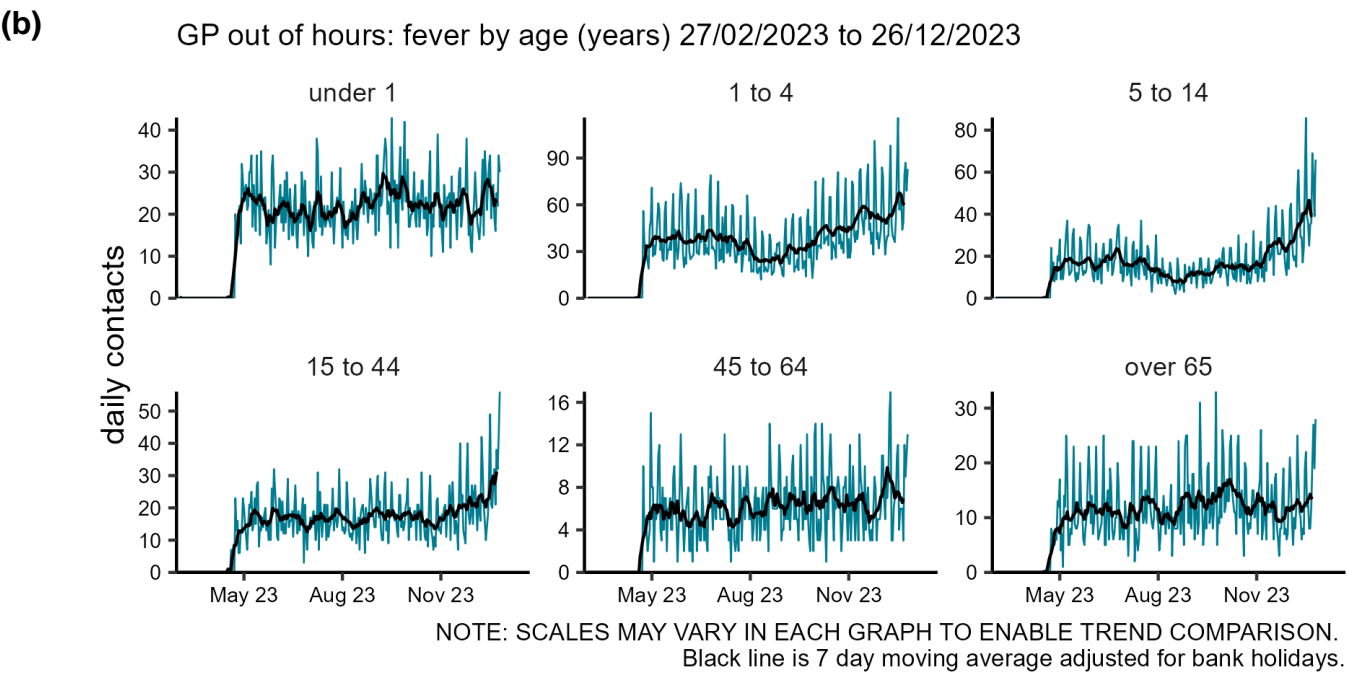 (b)
GP out of hours: fever by age (years) 27/02/2023 to 26/12/2023
under 1
1 to 4
5 to 14
40
30
20
10
0
90
60
30
0
80
60
40
20
0
daily contacts
15 to 44
45 to 64
over 65
50
40
30
20
10
0
16
12
8
4
0
30
20
10
0
May 23 Aug 23 Nov 23
May 23 Aug 23 Nov 23
May 23 Aug 23 Nov 23
NOTE: SCALES MAY VARY IN EACH GRAPH TO ENABLE TREND COMPARISON.
Black line is 7 day moving average adjusted for bank holidays.